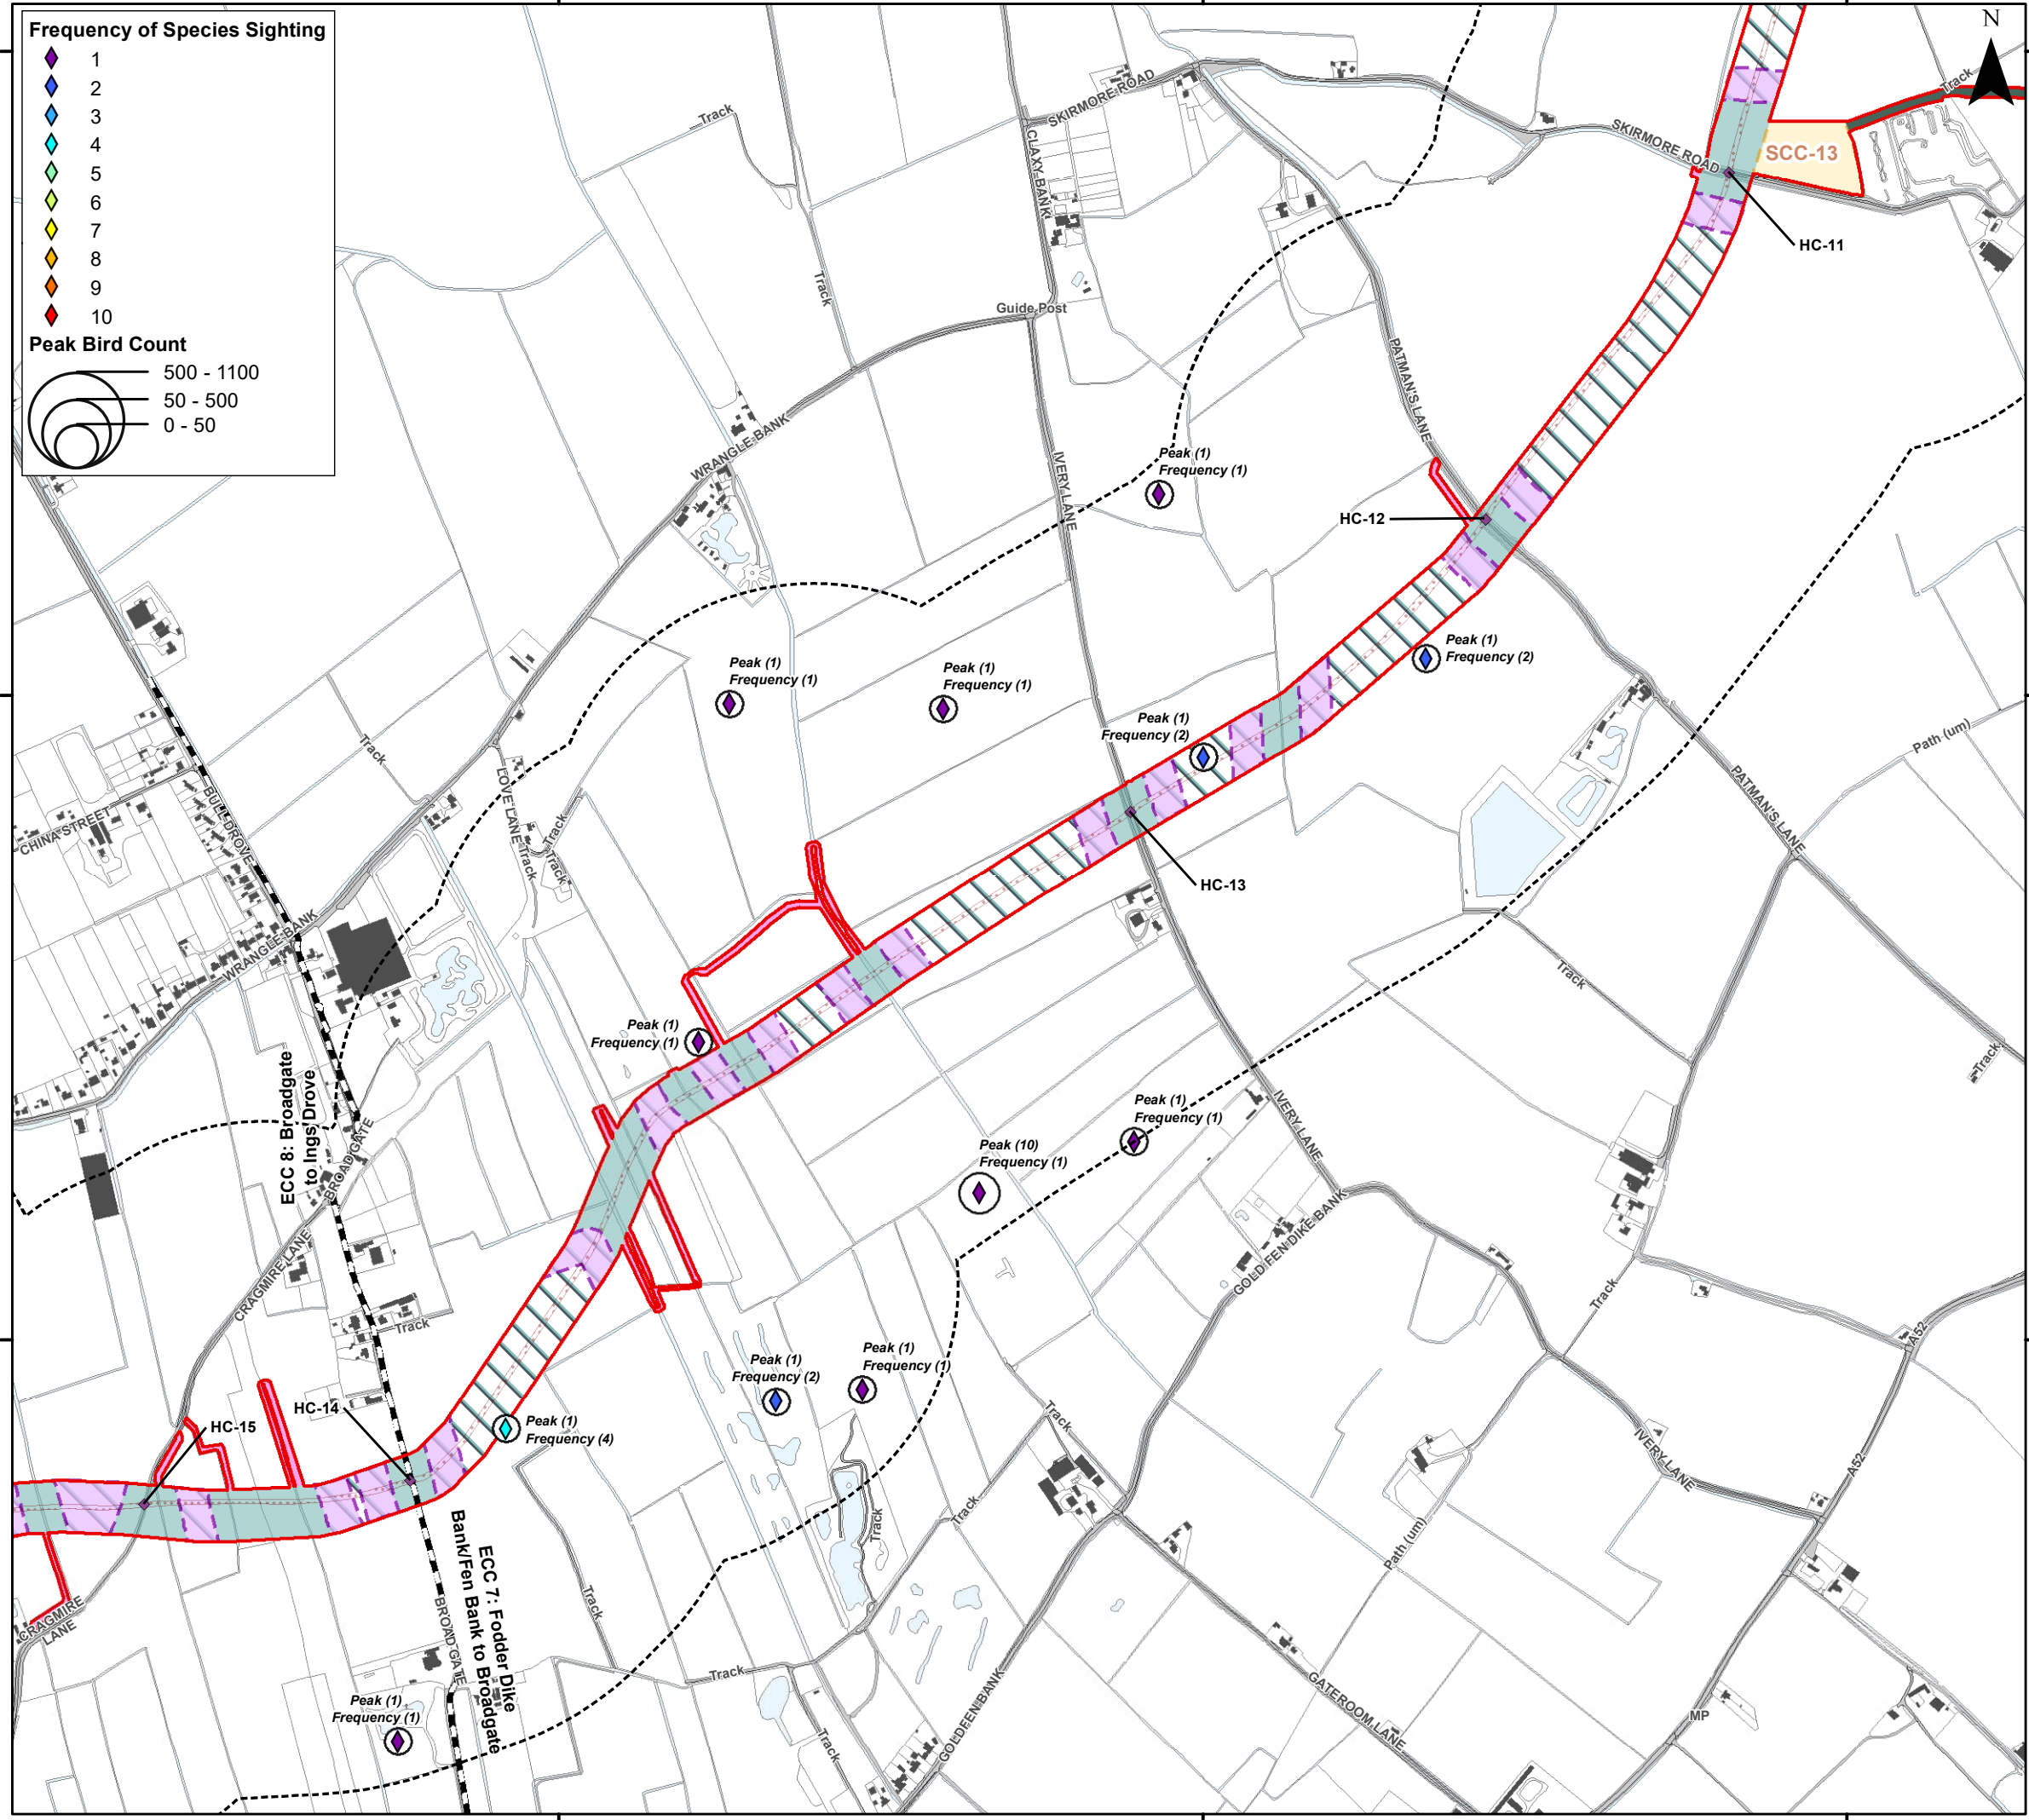 Frequency of Species Sighting
1
2
3
4
5
6
7
8
9
10
Peak Bird Count
500 - 1100
50 - 500
0 - 50
N
Track
SKIRMORE ROAD
CLAXY BANK
Track
SKIRMORE ROAD
Track
SCC-13
HC-11
Track
Guide Post
PATMAN'S LANE
WRANGLE BANK
IVERY LANE
Peak (1)
Frequency (1)
HC-12
Peak (1)
Frequency (2)
Peak (1)
Frequency (1)
Peak (1)
Frequency (1)
Peak (1)
Frequency (2)
Track
Path (um)
PATMAN'S LANE
CHINA STREET
BULL DROVE
LOVE LANE
Track
Track
Track
HC-13
WRANGLE BANK
Track
Peak (1)
Frequency (1)
Track
ECC 8: Broadgate
to Ings Drove
BROADGATE
Peak (1)
Frequency (1)
IVERY LANE
Peak (10)
Frequency (1)
GOLD FEN DIKE BANK
CRAGMIRE LANE
Track
Track
A52
Peak (1)
Frequency (2)
Peak (1)
Frequency (1)
HC-14
HC-15
Peak (1)
Frequency (4)
Track
IVERY LANE
A52
Track
Track
Path (um)
ECC 7: Fodder Dike
Bank/Fen Bank to Broadgate
BROADGATE
CRAGMIRE
LANE
Track
Track
Peak (1)
Frequency (1)
GOLDFEN BANK
GATEROOM LANE
MP
Track